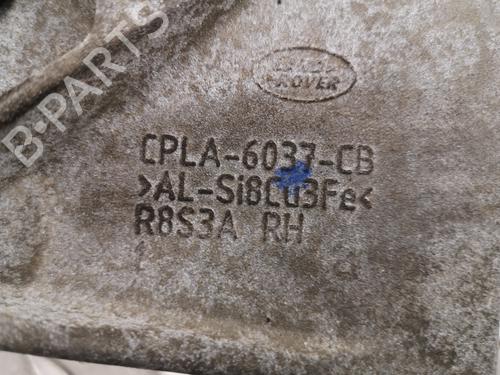 LAND
ROVER
B-PARTS
CPLA-6037-CB
>AL-Si8Cu3Fe<
R8S3A RH